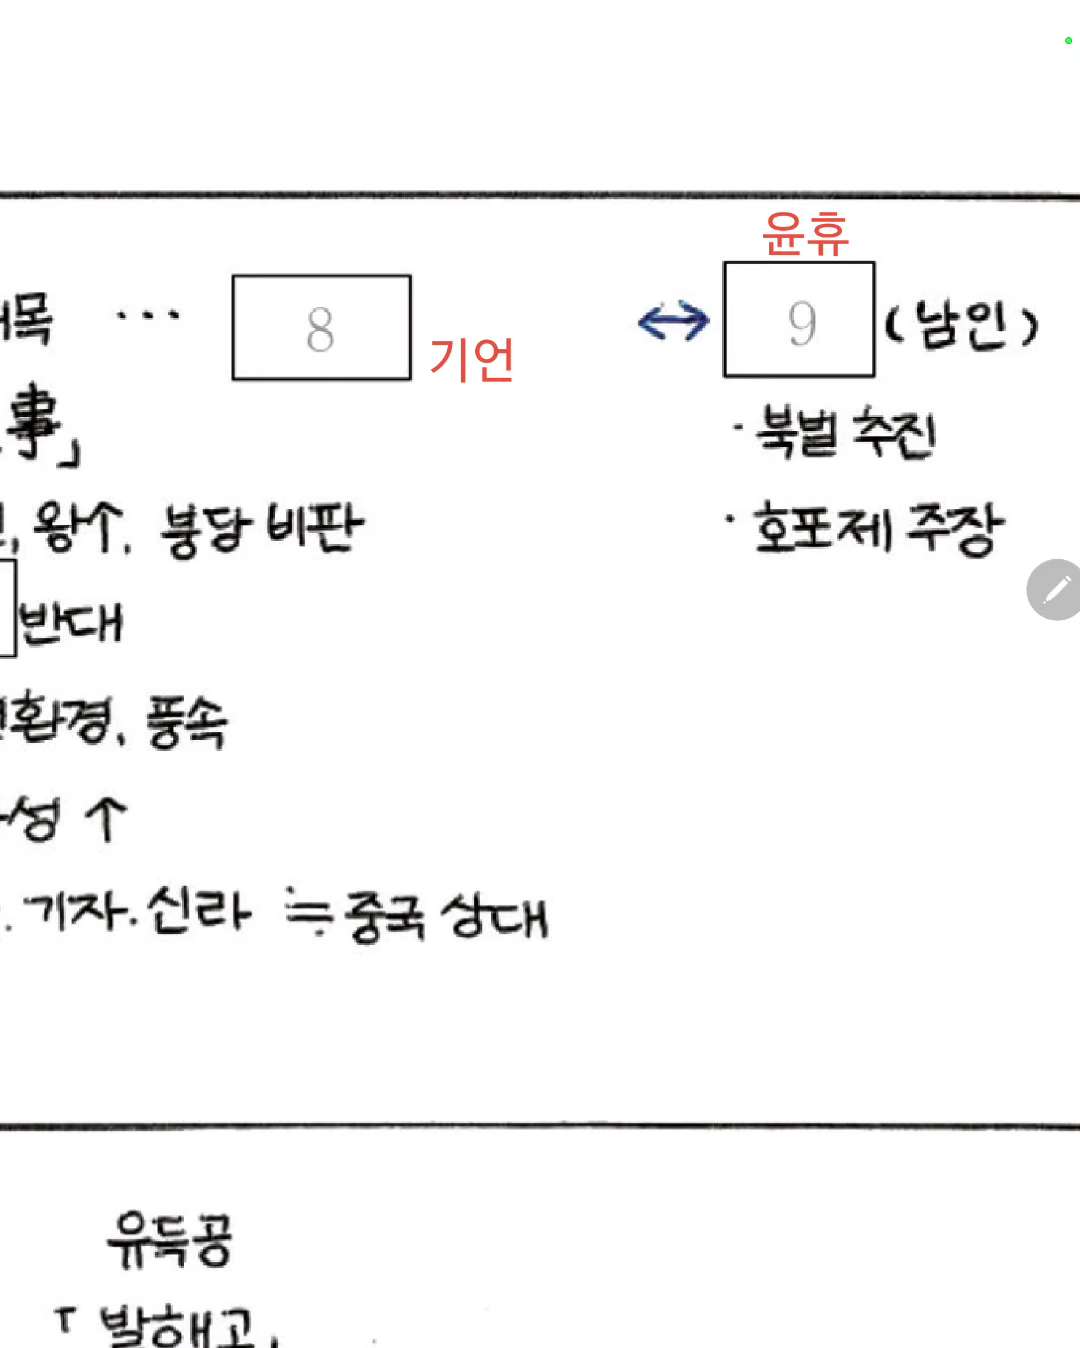 윤휴
목 … 8 기언 ↔ 9 (남인)
事」
· 북벌 추진
왕↑, 붕당 비판
· 호포제 주장
반대
환경, 풍속
성 ↑
. 기자. 신라 ≒ 중국 상대
유득공
「발해고」